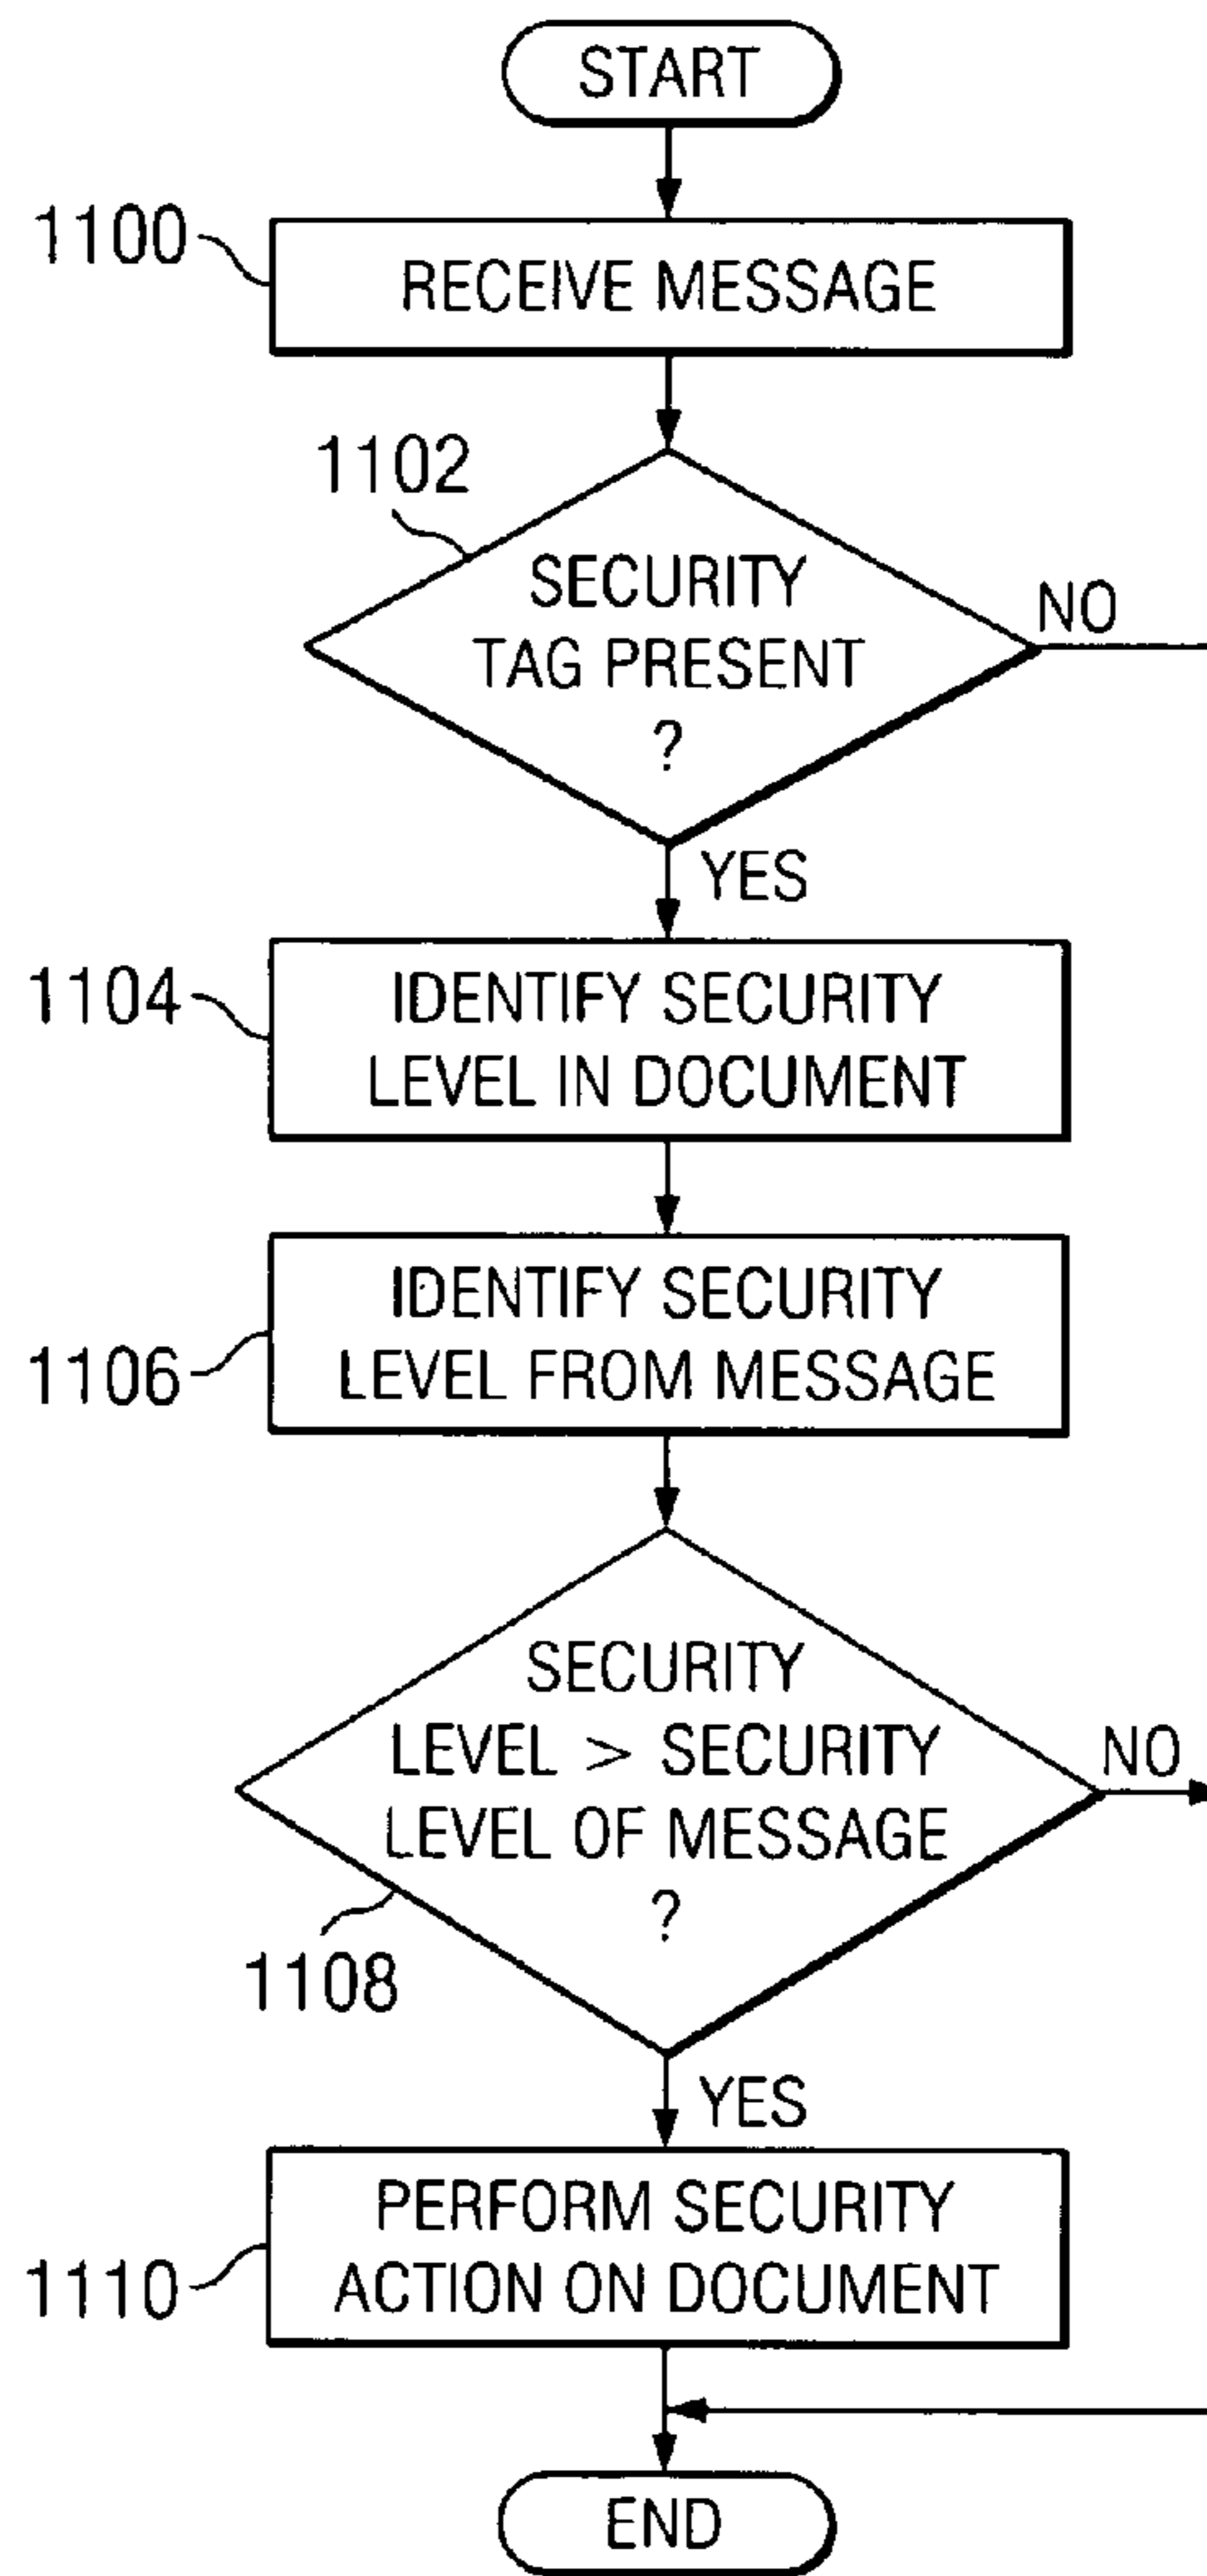 START
1100
RECEIVE MESSAGE
1102
SECURITY
TAG PRESENT
?
NO
YES
1104
IDENTIFY SECURITY
LEVEL IN DOCUMENT
1106
IDENTIFY SECURITY
LEVEL FROM MESSAGE
SECURITY
LEVEL > SECURITY
LEVEL OF MESSAGE
?
NO
1108
YES
1110
PERFORM SECURITY
ACTION ON DOCUMENT
END